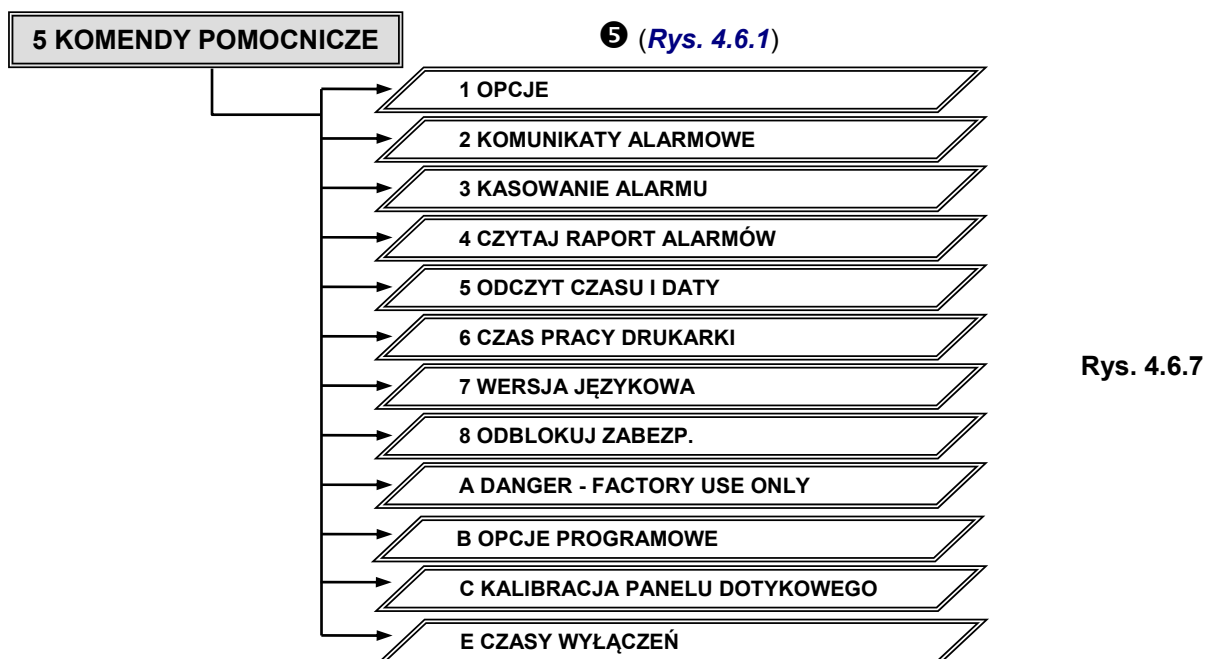 5 KOMENDY POMOCNICZE
❺ (Rys. 4.6.1)
1 OPCJE
2 KOMUNIKATY ALARMOWE
3 KASOWANIE ALARMU
4 CZYTAJ RAPORT ALARMÓW
5 ODCZYT CZASU I DATY
6 CZAS PRACY DRUKARKI
Rys. 4.6.7
7 WERSJA JĘZYKOWA
8 ODBLOKUJ ZABEZP.
A DANGER - FACTORY USE ONLY
B OPCJE PROGRAMOWE
C KALIBRACJA PANELU DOTYKOWEGO
E CZASY WYŁĄCZEŃ